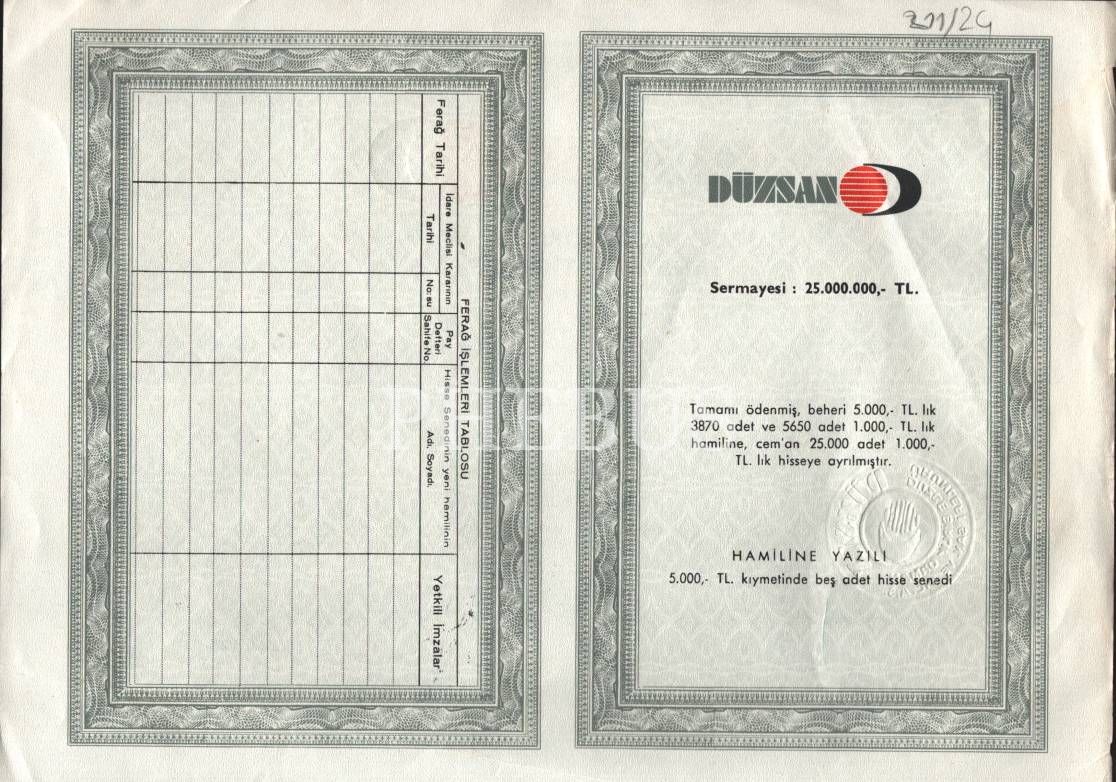 311/24
DÜZSAN
Sermayesi : 25.000.000,- TL.
Tamamı ödenmiş, beheri 5.000,- TL. lık
3870 adet ve 5650 adet 1.000,- TL. lık
hamiline, cem'an 25.000 adet 1.000,-
TL. lık hisseye ayrılmıştır.
HAMİLİNE YAZILI
5.000,- TL. kıymetinde beş adet hisse senedi
FERAĞ İŞLEMLERİ TABLOSU
Ferağ Tarihi
İdare Meclisi Kararının
Tarihi
No: su
Pay
Defteri
Sahife No.
Hisse Senedinin yeni hamilinin
Adı, Soyadı,
Yetkili İmzalar